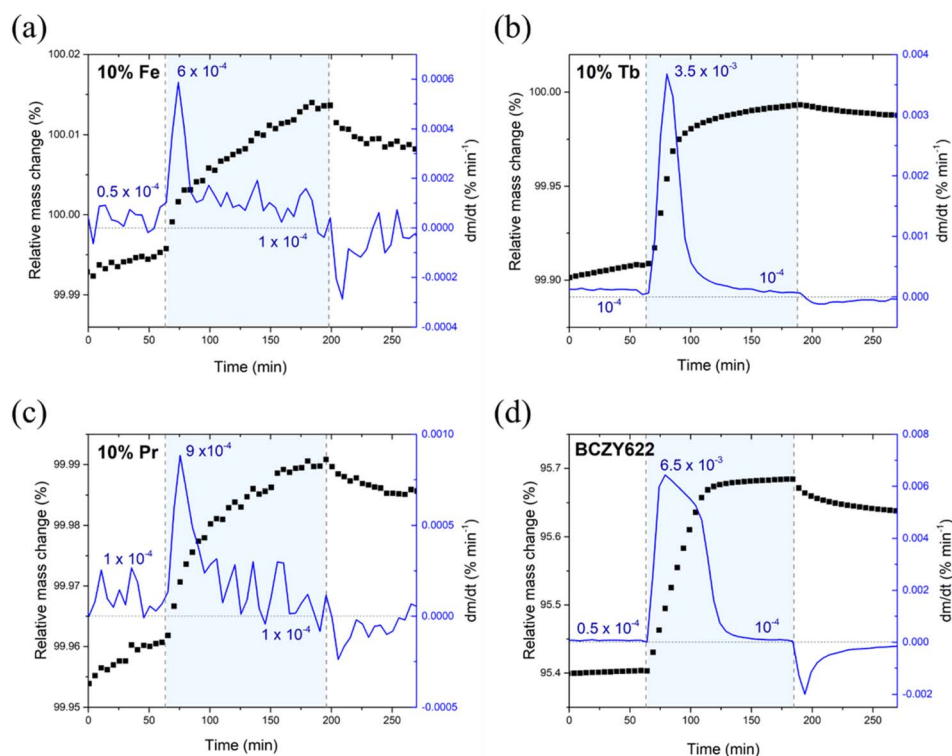 (a)
10% Fe
6 x 10⁻⁴
0.5 x 10⁻⁴
1 x 10⁻⁴
Relative mass change (%)
100.02
100.01
100.00
99.99
dm/dt (% min⁻¹)
0.0006
0.0004
0.0002
0.0000
-0.0002
-0.0004
0 50 100 150 200 250
Time (min)
(b)
10% Tb
3.5 x 10⁻³
10⁻⁴
10⁻⁴
Relative mass change (%)
100.00
99.95
99.90
dm/dt (% min⁻¹)
0.004
0.003
0.002
0.001
0.000
0 50 100 150 200 250
Time (min)
(c)
10% Pr
9 x10⁻⁴
1 x 10⁻⁴
1 x 10⁻⁴
Relative mass change (%)
99.99
99.98
99.97
99.96
99.95
dm/dt (% min⁻¹)
0.0010
0.0005
0.0000
-0.0005
0 50 100 150 200 250
Time (min)
(d)
BCZY622
6.5 x 10⁻³
0.5 x 10⁻⁴
10⁻⁴
Relative mass change (%)
95.7
95.6
95.5
95.4
dm/dt (% min⁻¹)
0.008
0.006
0.004
0.002
0.000
-0.002
0 50 100 150 200 250
Time (min)